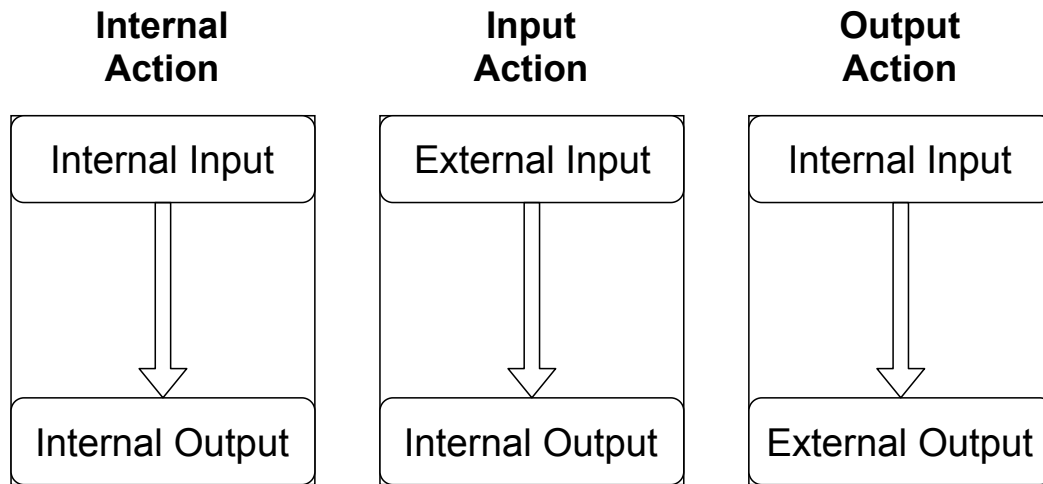 Internal
Action
Input
Action
Output
Action
Internal Input
External Input
Internal Input
Internal Output
Internal Output
External Output